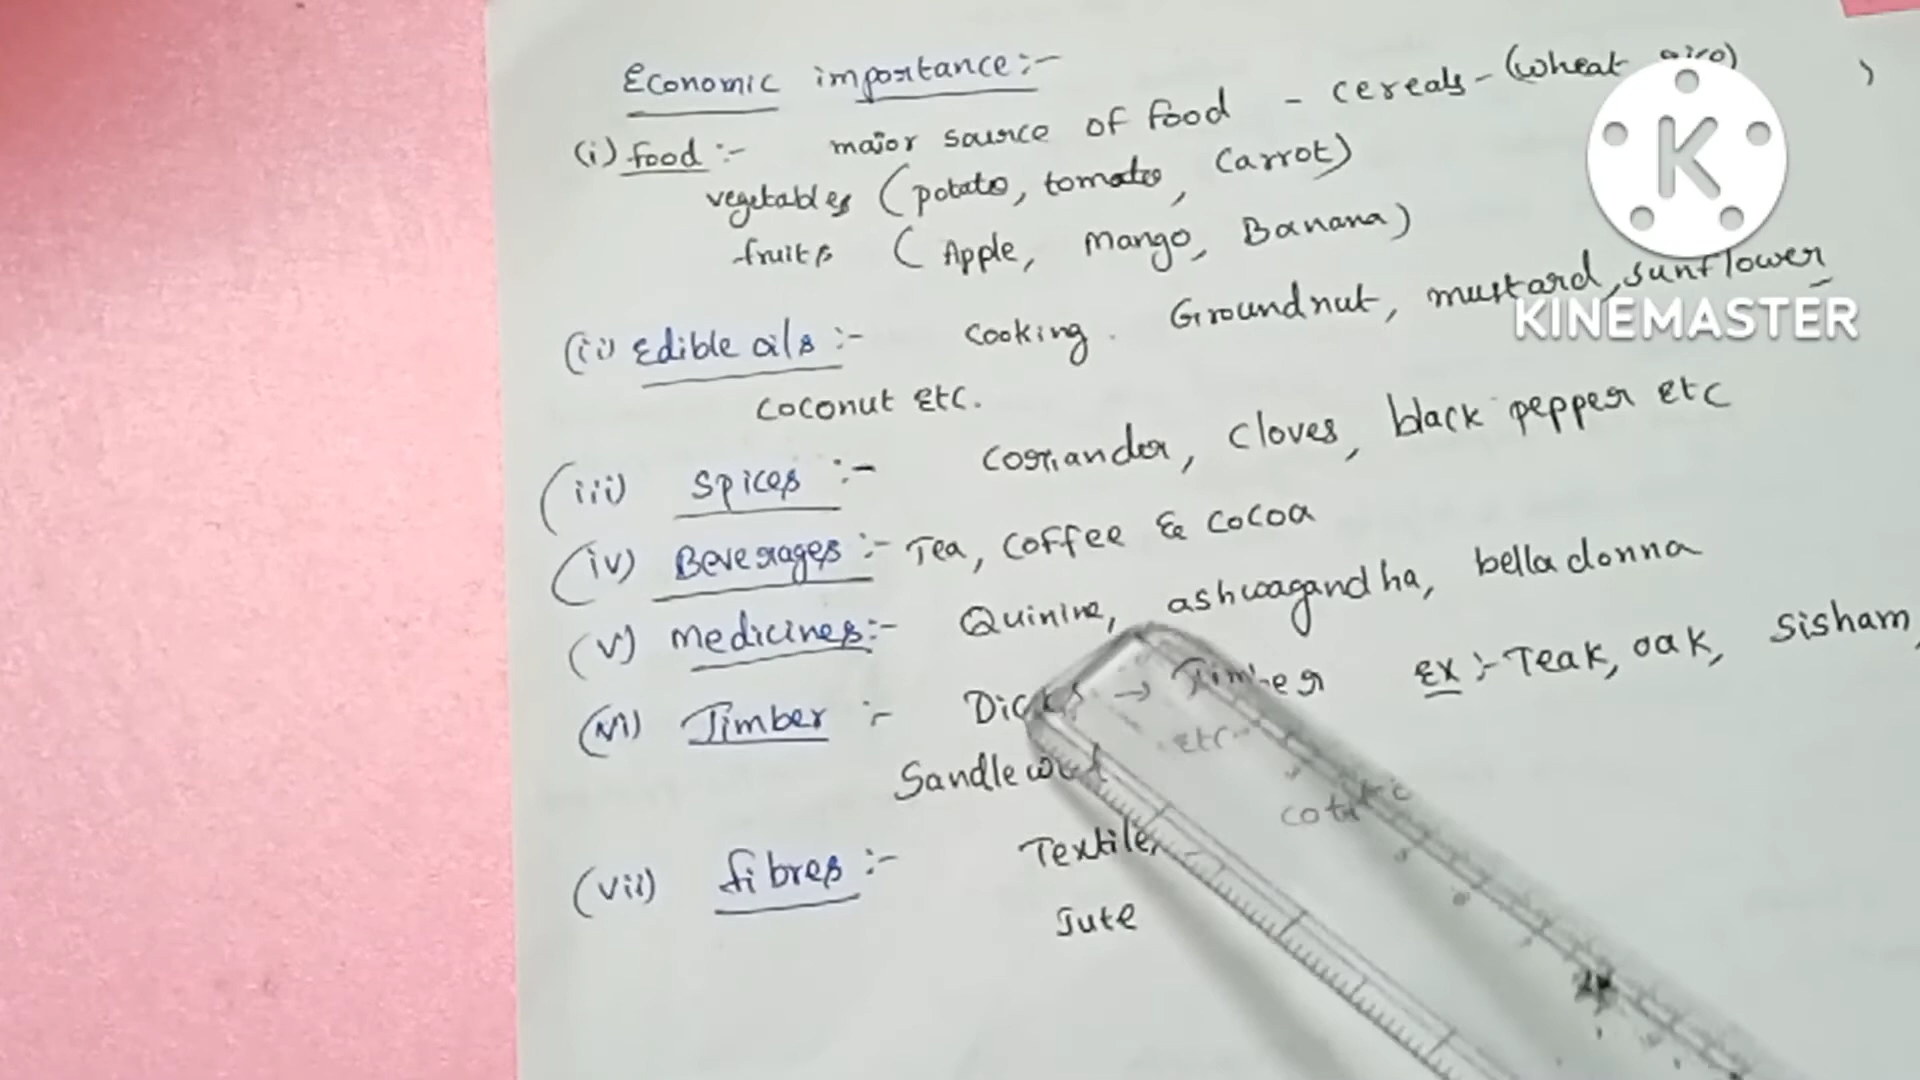 Economic importance:-
(i) food :- major source of food - cereals - (wheat rice) ,
vegetables (potato, tomato, Carrot)
fruits (Apple, Mango, Banana)
(ii) Edible oils :- Cooking. Groundnut, mustard, sunflower
coconut etc.
(iii) Spices :- Coriander, cloves, black pepper etc
(iv) Beverages :- Tea, coffee & cocoa
(v) medicines :- Quinine, ashwagandha, belladonna
(vi) Timber :- → Timber Ex :- Teak, oak, Sisham,
etc
(vii) fibres :- Textile
Jute
K
KINEMASTER